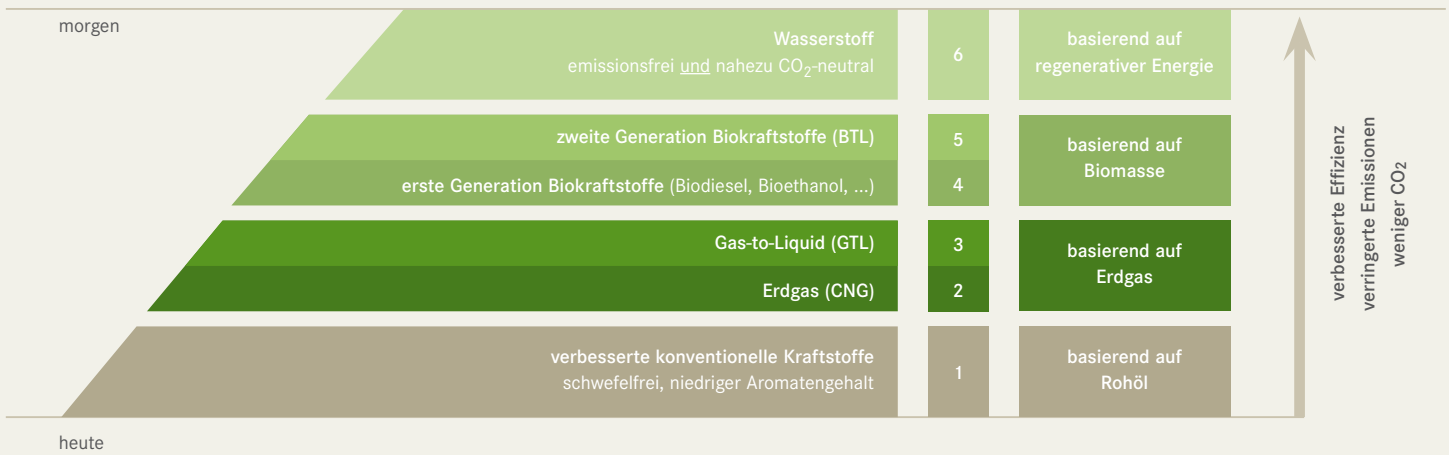 morgen
Wasserstoff
emissionsfrei und nahezu CO₂-neutral
6
basierend auf
regenerativer Energie
zweite Generation Biokraftstoffe (BTL)
5
erste Generation Biokraftstoffe (Biodiesel, Bioethanol, ...)
4
basierend auf
Biomasse
Gas-to-Liquid (GTL)
3
Erdgas (CNG)
2
basierend auf
Erdgas
verbesserte konventionelle Kraftstoffe
schwefelfrei, niedriger Aromatengehalt
1
basierend auf
Rohöl
heute
verbesserte Effizienz
verringerte Emissionen
weniger CO₂